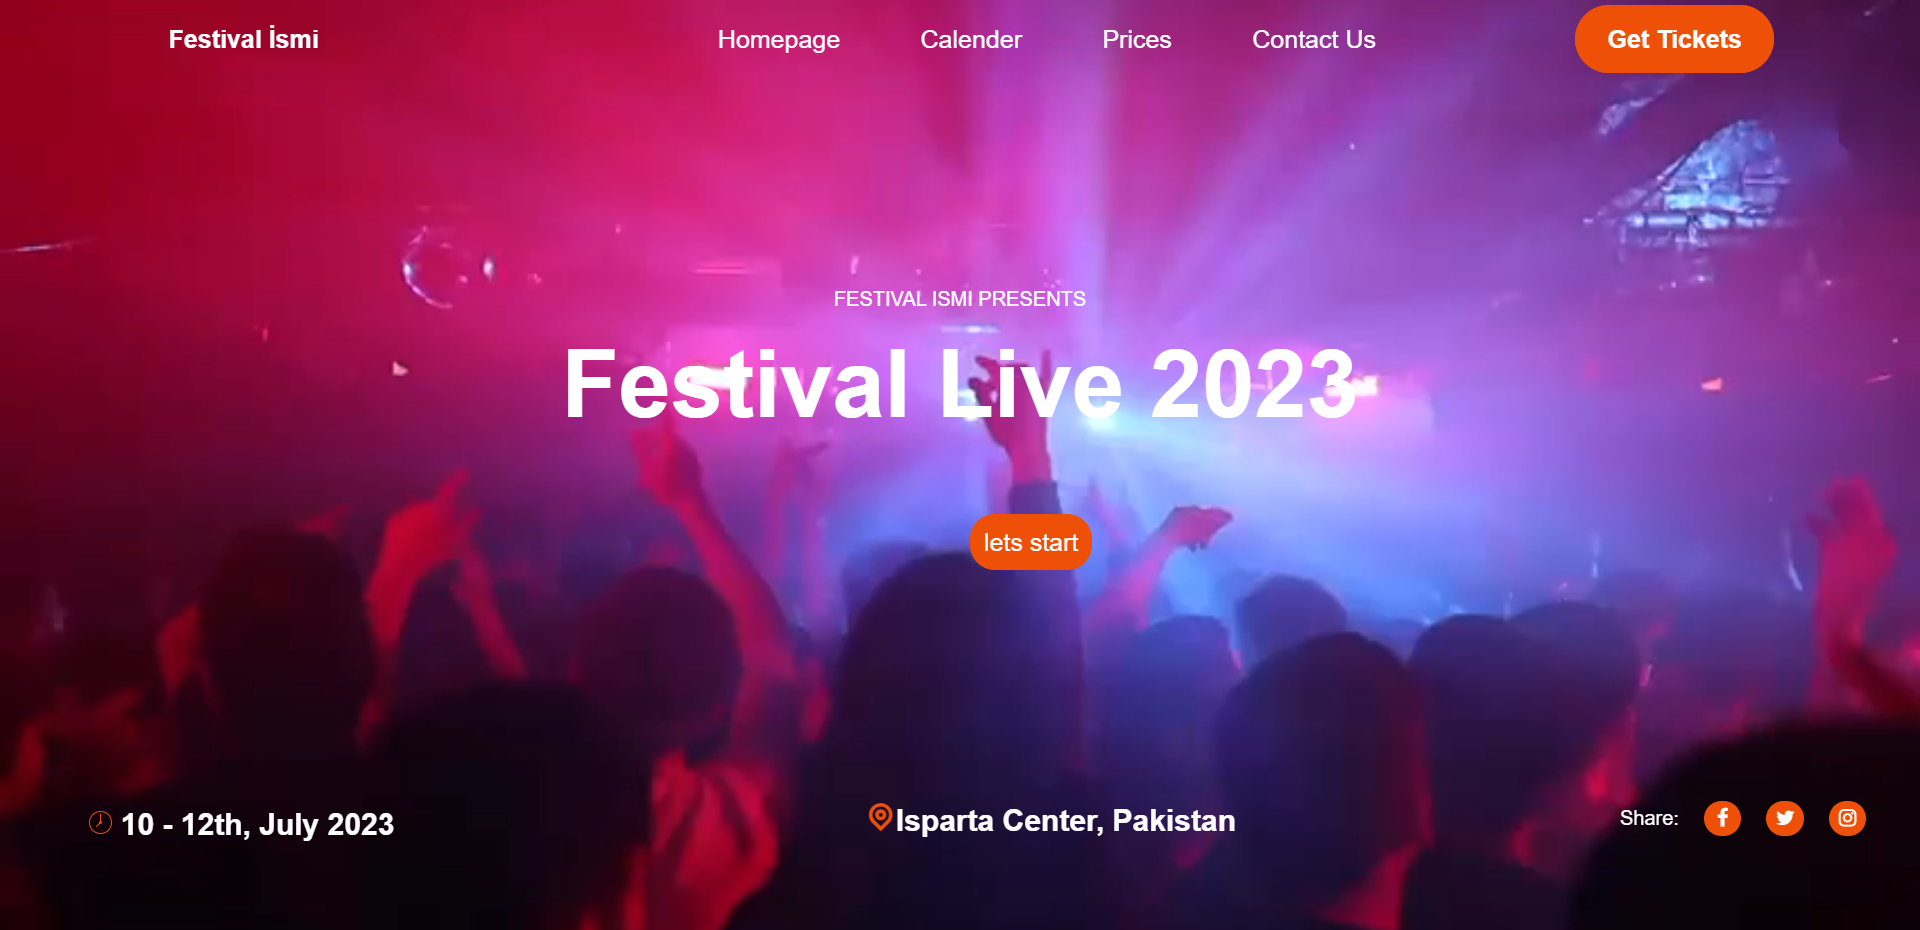 Festival İsmi
Homepage
Calender
Prices
Contact Us
Get Tickets
FESTIVAL ISMI PRESENTS
Festival Live 2023
lets start
10 - 12th, July 2023
Isparta Center, Pakistan
Share: